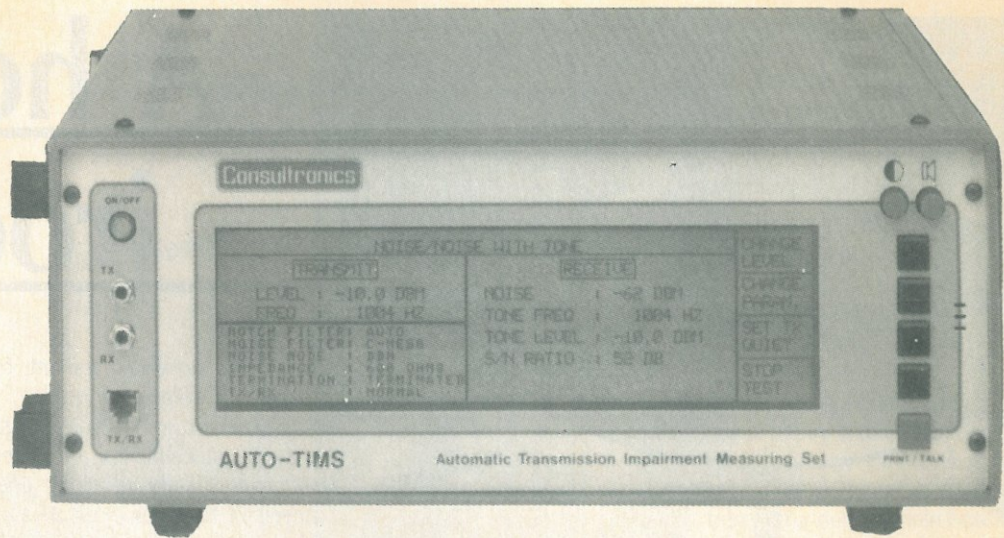 Consultronics
ON/OFF
TX
RX
TX/RX
NOISE/NOISE WITH TONE
TRANSMIT
LEVEL : -10.0 DBM
FREQ : 1004 HZ
NOTCH FILTER: AUTO
NOISE FILTER: C-MESG
NOISE MODE : DBM
IMPEDANCE : 600 OHMS
TERMINATION : TERMINATED
TX/RX : NORMAL
RECEIVE
NOISE : -62 DBM
TONE FREQ : 1004 HZ
TONE LEVEL : -10.0 DBM
S/N RATIO : 52 DB
CHANGE
LEVEL
CHANGE
PARAM.
SET TX
QUIET
STOP
TEST
PRINT/TALK
AUTO-TIMS
Automatic Transmission Impairment Measuring Set